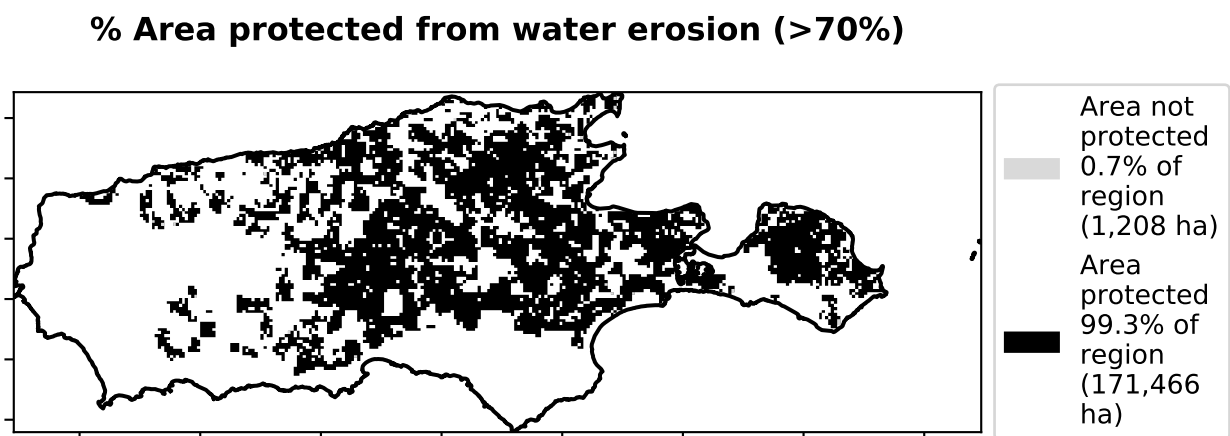 % Area protected from water erosion (>70%)
Area not
protected
0.7% of
region
(1,208 ha)
Area
protected
99.3% of
region
(171,466
ha)